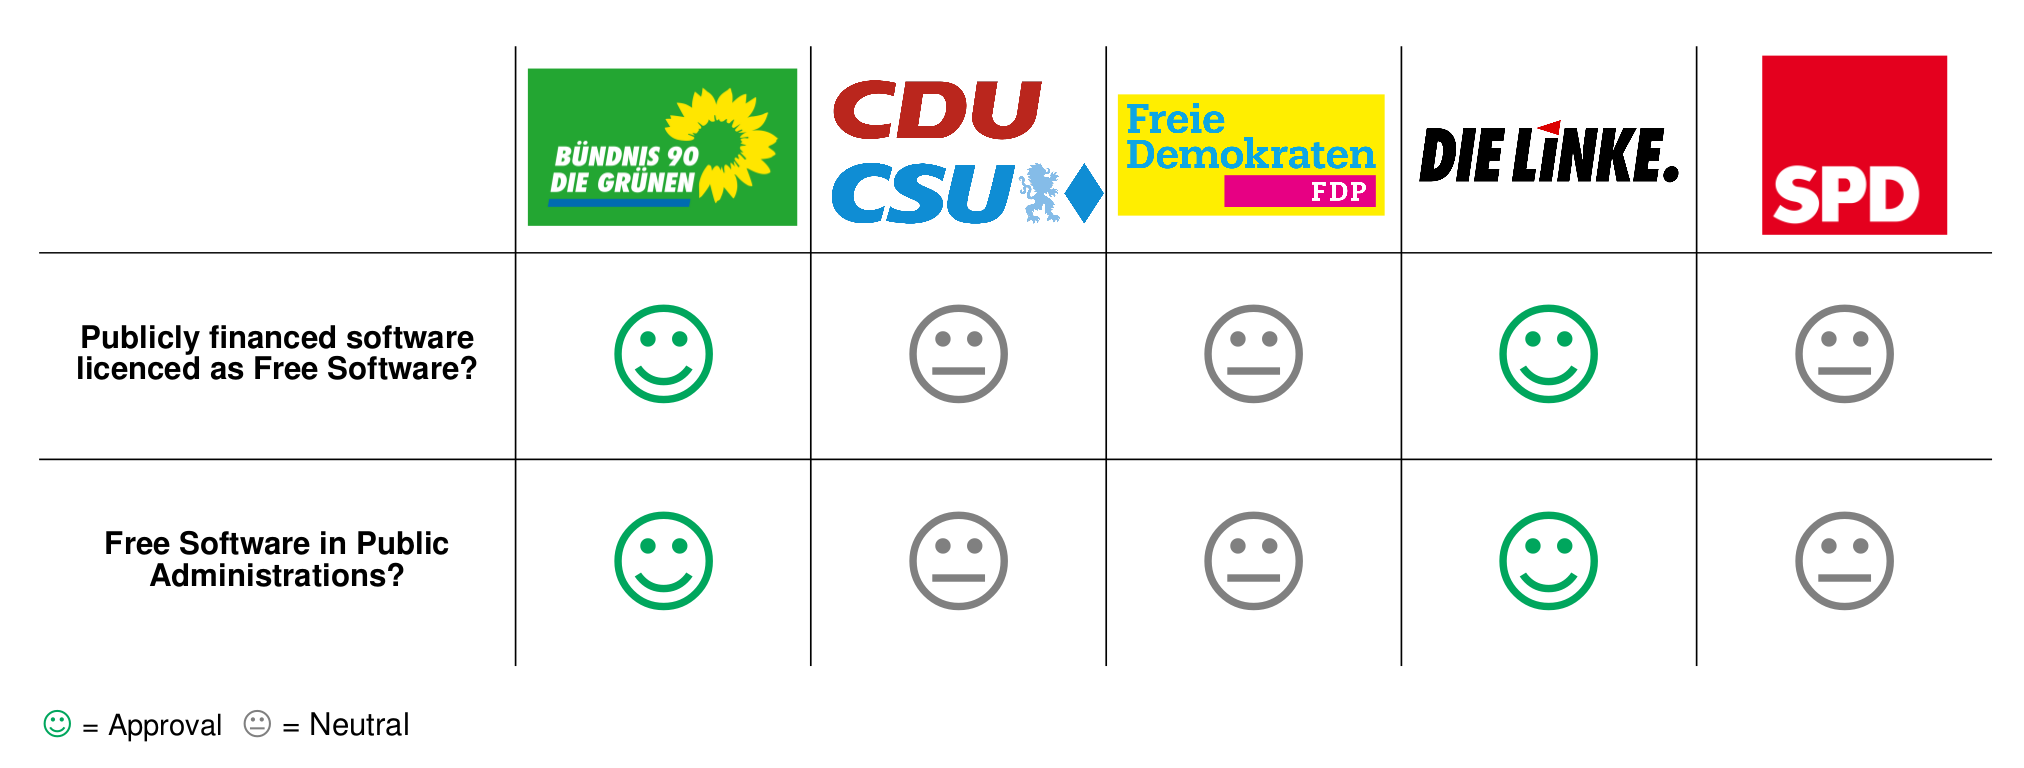 BÜNDNIS 90
DIE GRÜNEN
CDU
CSU
Freie
Demokraten
FDP
DIE LINKE.
SPD
Publicly financed software
licenced as Free Software?
Free Software in Public
Administrations?
= Approval = Neutral